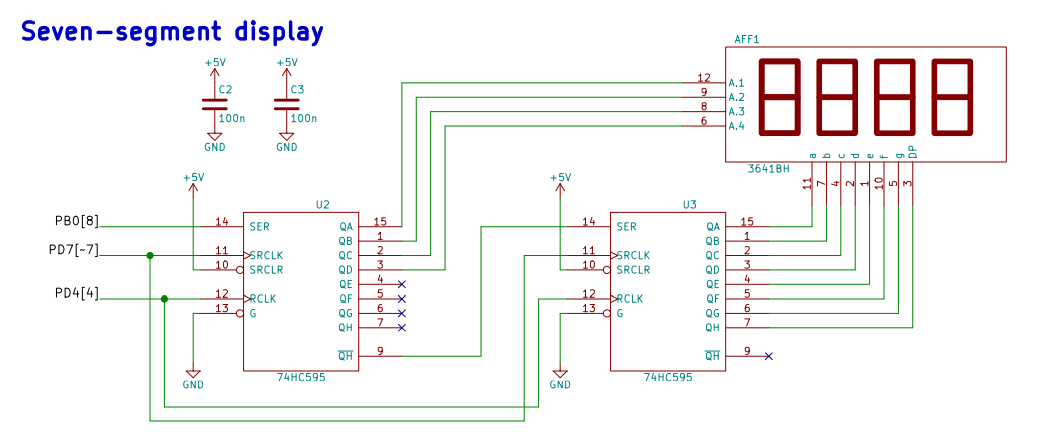 Seven-segment display
AFF1
+5V +5V
C2 C3
100n 100n
GND GND
12 A.1
9 A.2
8 A.3
6 A.4
a b c d e f g DP
11 7 4 2 1 10 5 3
3641BH
+5V +5V
U2 U3
PB0[8] 14 SER QA 15 14 SER QA 15
QB 1 QB 1
PD7[~7] 11 SRCLK QC 2 11 SRCLK QC 2
10 SRCLR QD 3 10 SRCLR QD 3
QE 4 QE 4
PD4[4] 12 RCLK QF 5 12 RCLK QF 5
13 G QG 6 13 G QG 6
QH 7 QH 7
QH 9 QH 9
GND 74HC595 GND 74HC595